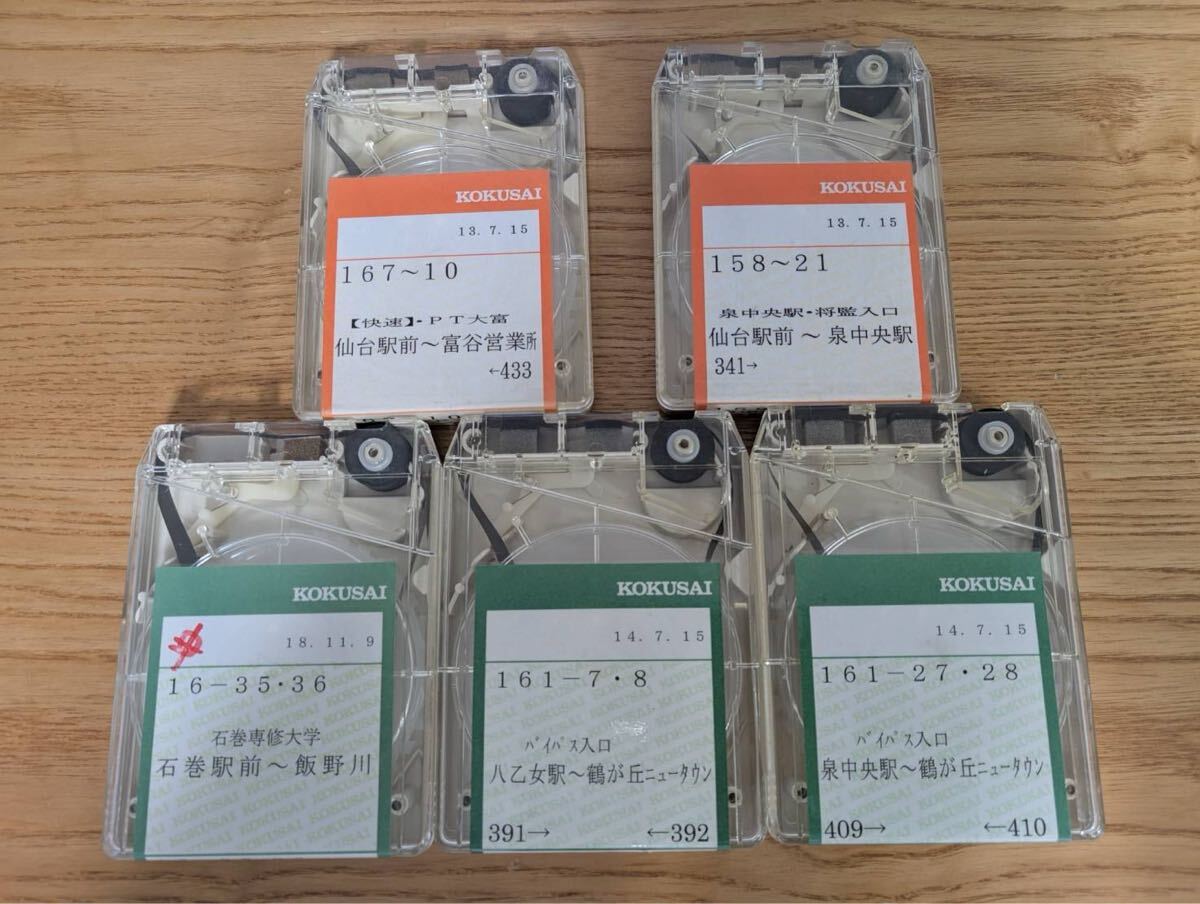 KOKUSAI
13.7.15
167～10
【快速】・PT大富
仙台駅前～富谷営業所
←433
KOKUSAI
13.7.15
158～21
泉中央駅・将監入口
仙台駅前 ～ 泉中央駅
341→
KOKUSAI
18.11.9
16－35・36
石巻専修大学
石巻駅前～飯野川
KOKUSAI
14.7.15
161－7・8
ﾊﾞｲﾊﾟｽ入口
八乙女駅～鶴が丘ニュータウン
391→ ←392
KOKUSAI
14.7.15
161－27・28
ﾊﾞｲﾊﾟｽ入口
泉中央駅～鶴が丘ニュータウン
409→ ←410